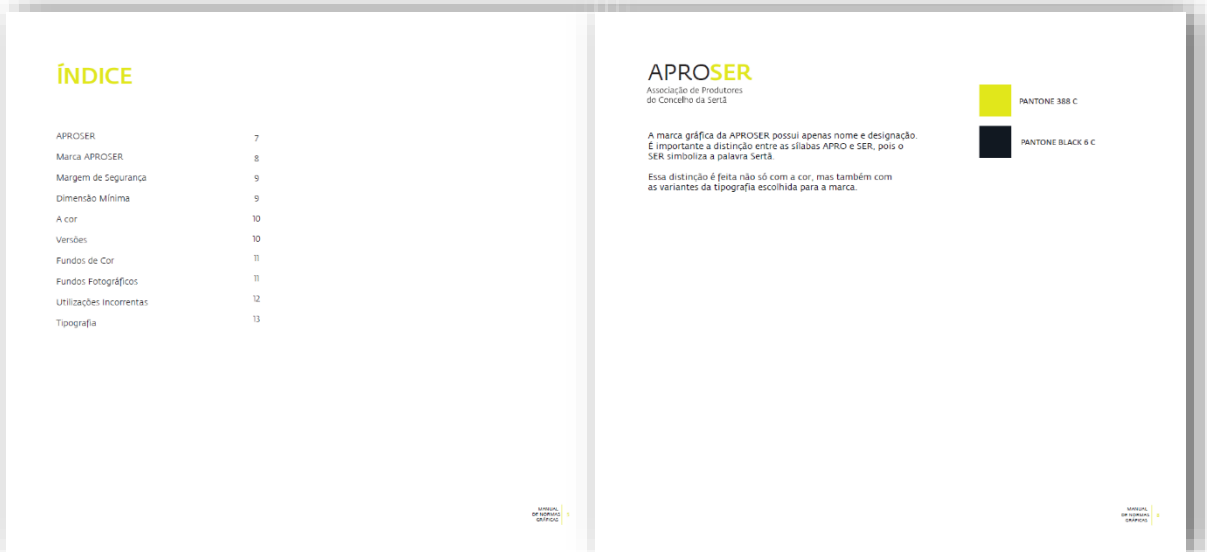 ÍNDICE
APROSER 7
Marca APROSER 8
Margem de Segurança 9
Dimensão Mínima 9
A cor 10
Versões 10
Fundos de Cor 11
Fundos Fotográficos 11
Utilizações Incorrentas 12
Tipografia 13
MANUAL
DE NORMAS
GRÁFICAS
APROSER
Associação de Produtores
do Concelho da Sertã
A marca gráfica da APROSER possui apenas nome e designação.
É importante a distinção entre as sílabas APRO e SER, pois o
SER simboliza a palavra Sertã.
Essa distinção é feita não só com a cor, mas também com
as variantes da tipografia escolhida para a marca.
PANTONE 388 C
PANTONE BLACK 6 C
MANUAL
DE NORMAS
GRÁFICAS